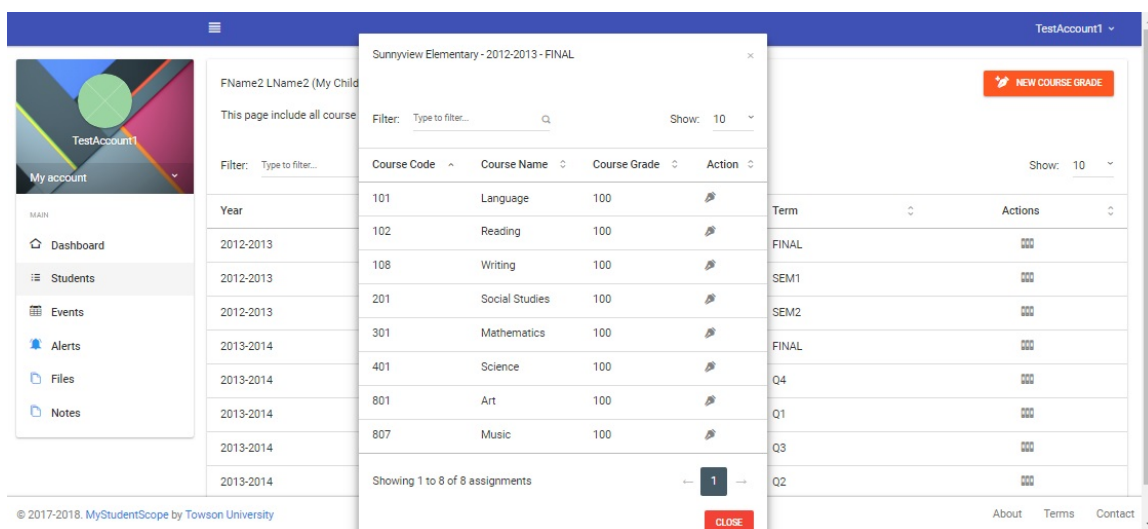 TestAccount1
TestAccount1
My account
MAIN
Dashboard
Students
Events
Alerts
Files
Notes
FName2 LName2 (My Child
This page include all course
NEW COURSE GRADE
Filter: Type to filter... Show: 10
Year Term Actions
2012-2013 FINAL
2012-2013 SEM1
2012-2013 SEM2
2013-2014 FINAL
2013-2014 Q4
2013-2014 Q1
2013-2014 Q3
2013-2014 Q2
Sunnyview Elementary - 2012-2013 - FINAL
Filter: Type to filter... Show: 10
Course Code Course Name Course Grade Action
101 Language 100
102 Reading 100
108 Writing 100
201 Social Studies 100
301 Mathematics 100
401 Science 100
801 Art 100
807 Music 100
Showing 1 to 8 of 8 assignments ← 1 →
CLOSE
© 2017-2018. MyStudentScope by Towson University About Terms Contact